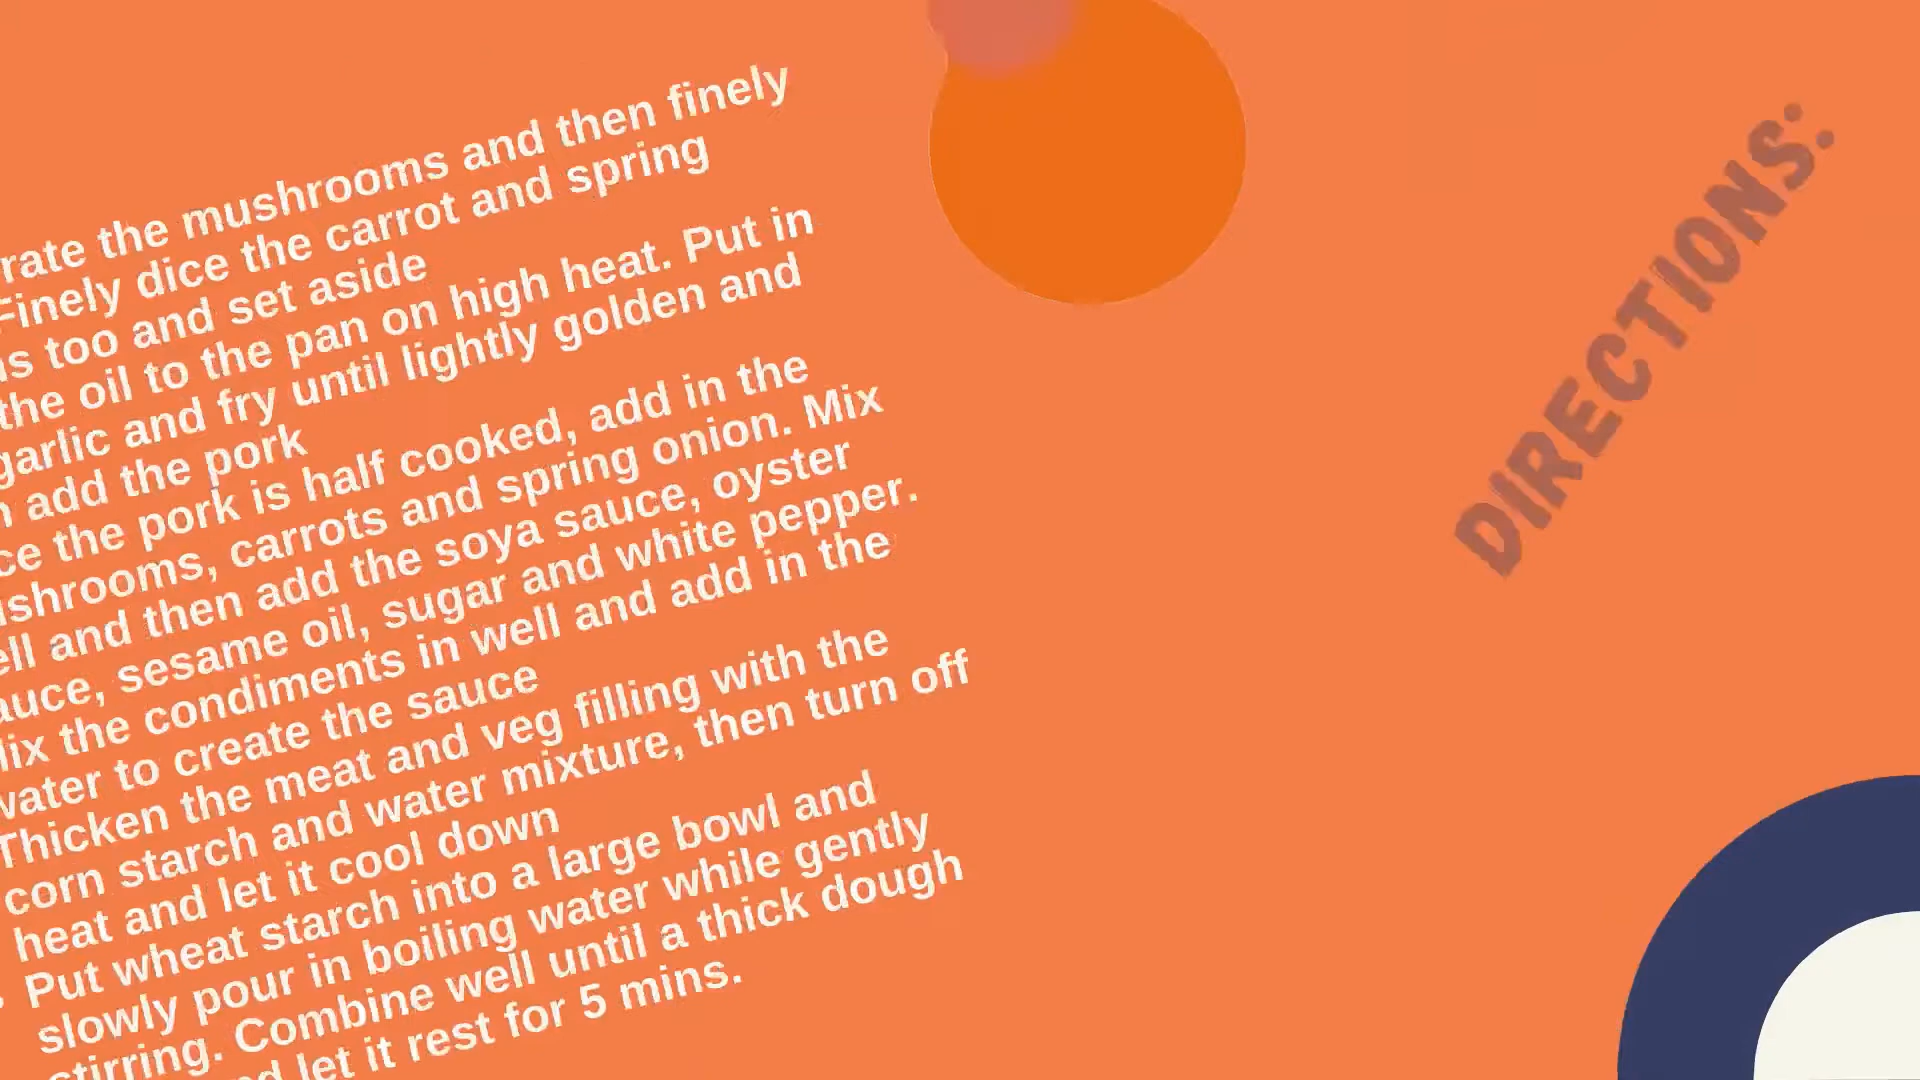 DIRECTIONS:
rate the mushrooms and then finely
Finely dice the carrot and spring
too and set aside
the oil to the pan on high heat. Put in
garlic and fry until lightly golden and
add the pork
ce the pork is half cooked, add in the
shrooms, carrots and spring onion. Mix
ell and then add the soya sauce, oyster
auce, sesame oil, sugar and white pepper.
ix the condiments in well and add in the
water to create the sauce
Thicken the meat and veg filling with the
corn starch and water mixture, then turn off
heat and let it cool down
Put wheat starch into a large bowl and
slowly pour in boiling water while gently
stirring. Combine well until a thick dough
let it rest for 5 mins.